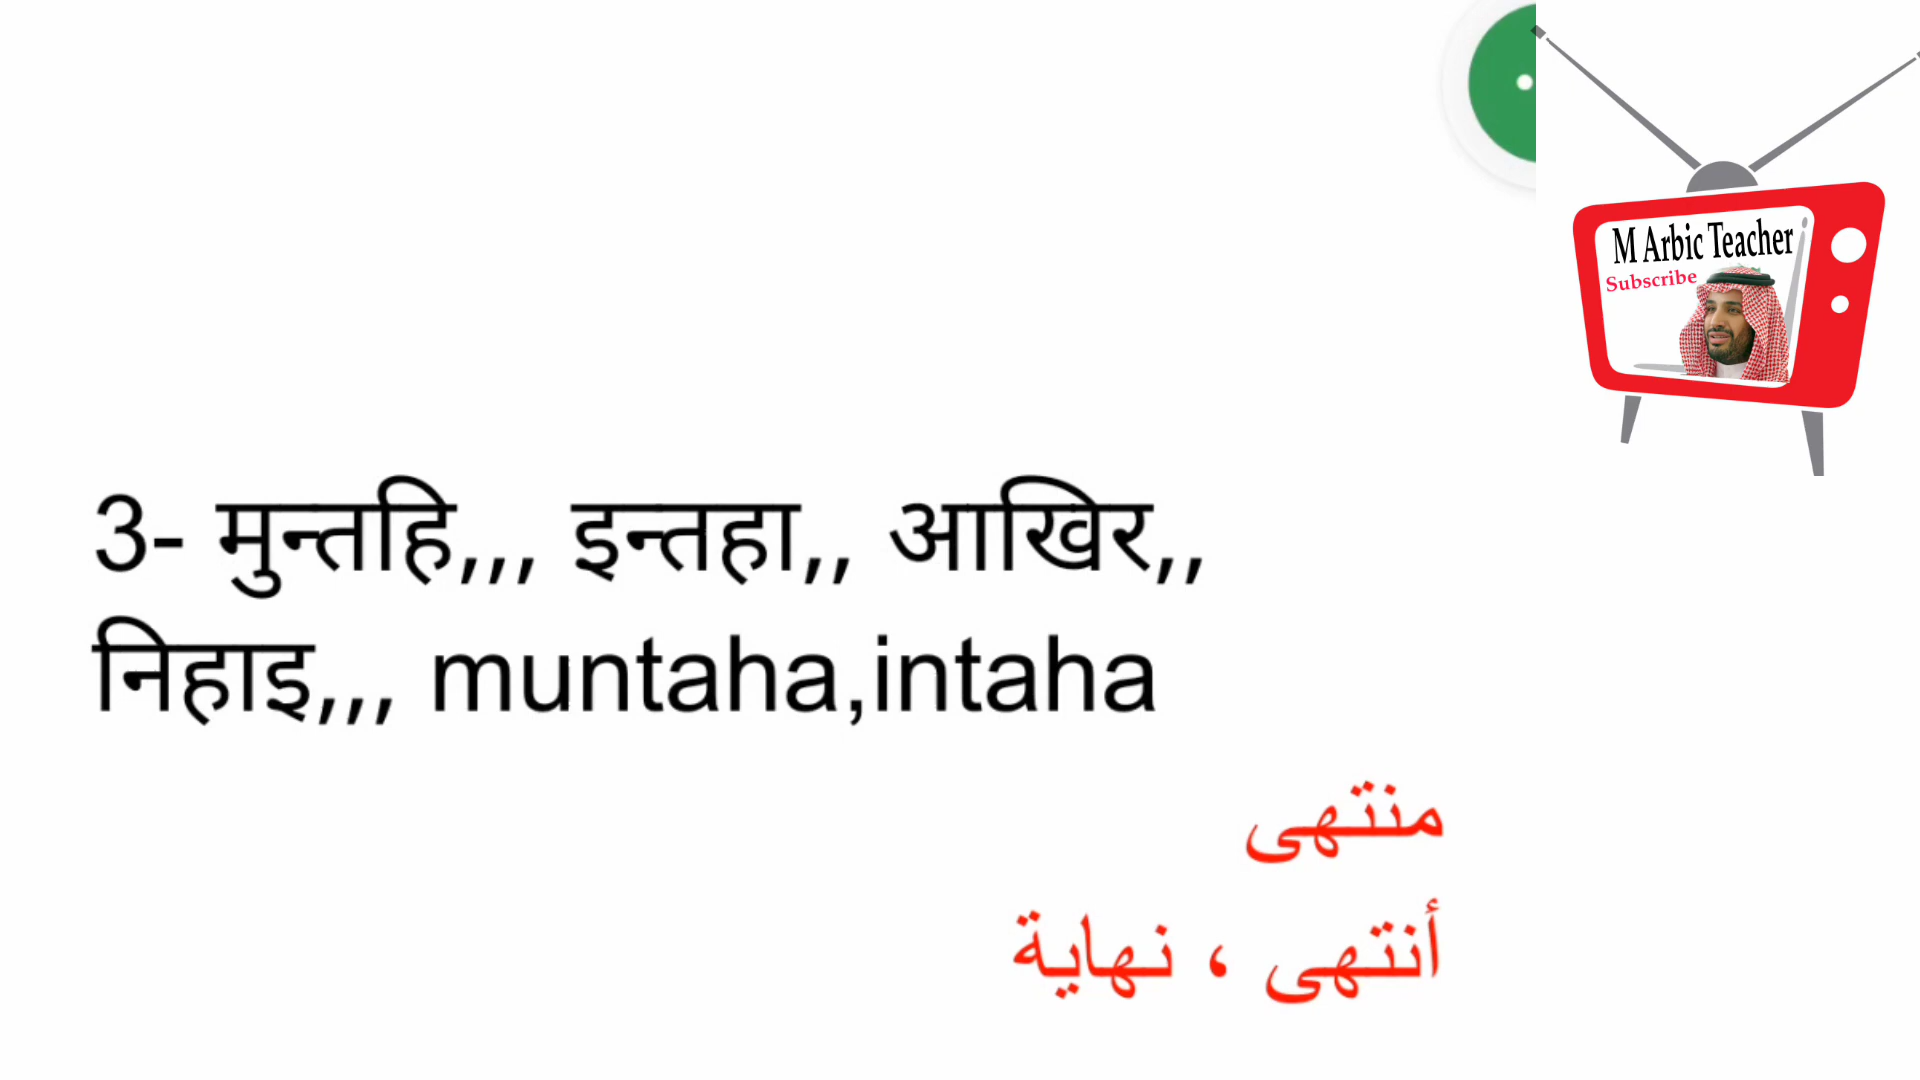 M Arbic Teacher
Subscribe
3- मुन्तहि,,, इन्तहा,, आखिर,,
निहाइ,,, muntaha,intaha
منتهى
أنتهى ، نهاية